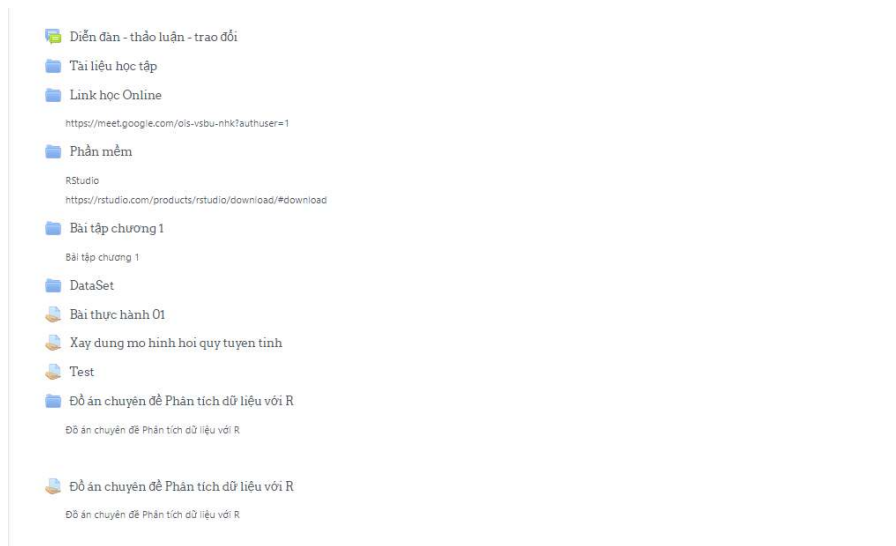 Diễn đàn - thảo luận - trao đổi
Tài liệu học tập
Link học Online
https://meet.google.com/ois-vsbu-nhk?authuser=1
Phần mềm
RStudio
https://rstudio.com/products/rstudio/download/#download
Bài tập chương 1
Bài tập chương 1
DataSet
Bài thực hành 01
Xay dung mo hinh hoi quy tuyen tinh
Test
Đồ án chuyên đề Phân tích dữ liệu với R
Đồ án chuyên đề Phân tích dữ liệu với R
Đồ án chuyên đề Phân tích dữ liệu với R
Đồ án chuyên đề Phân tích dữ liệu với R